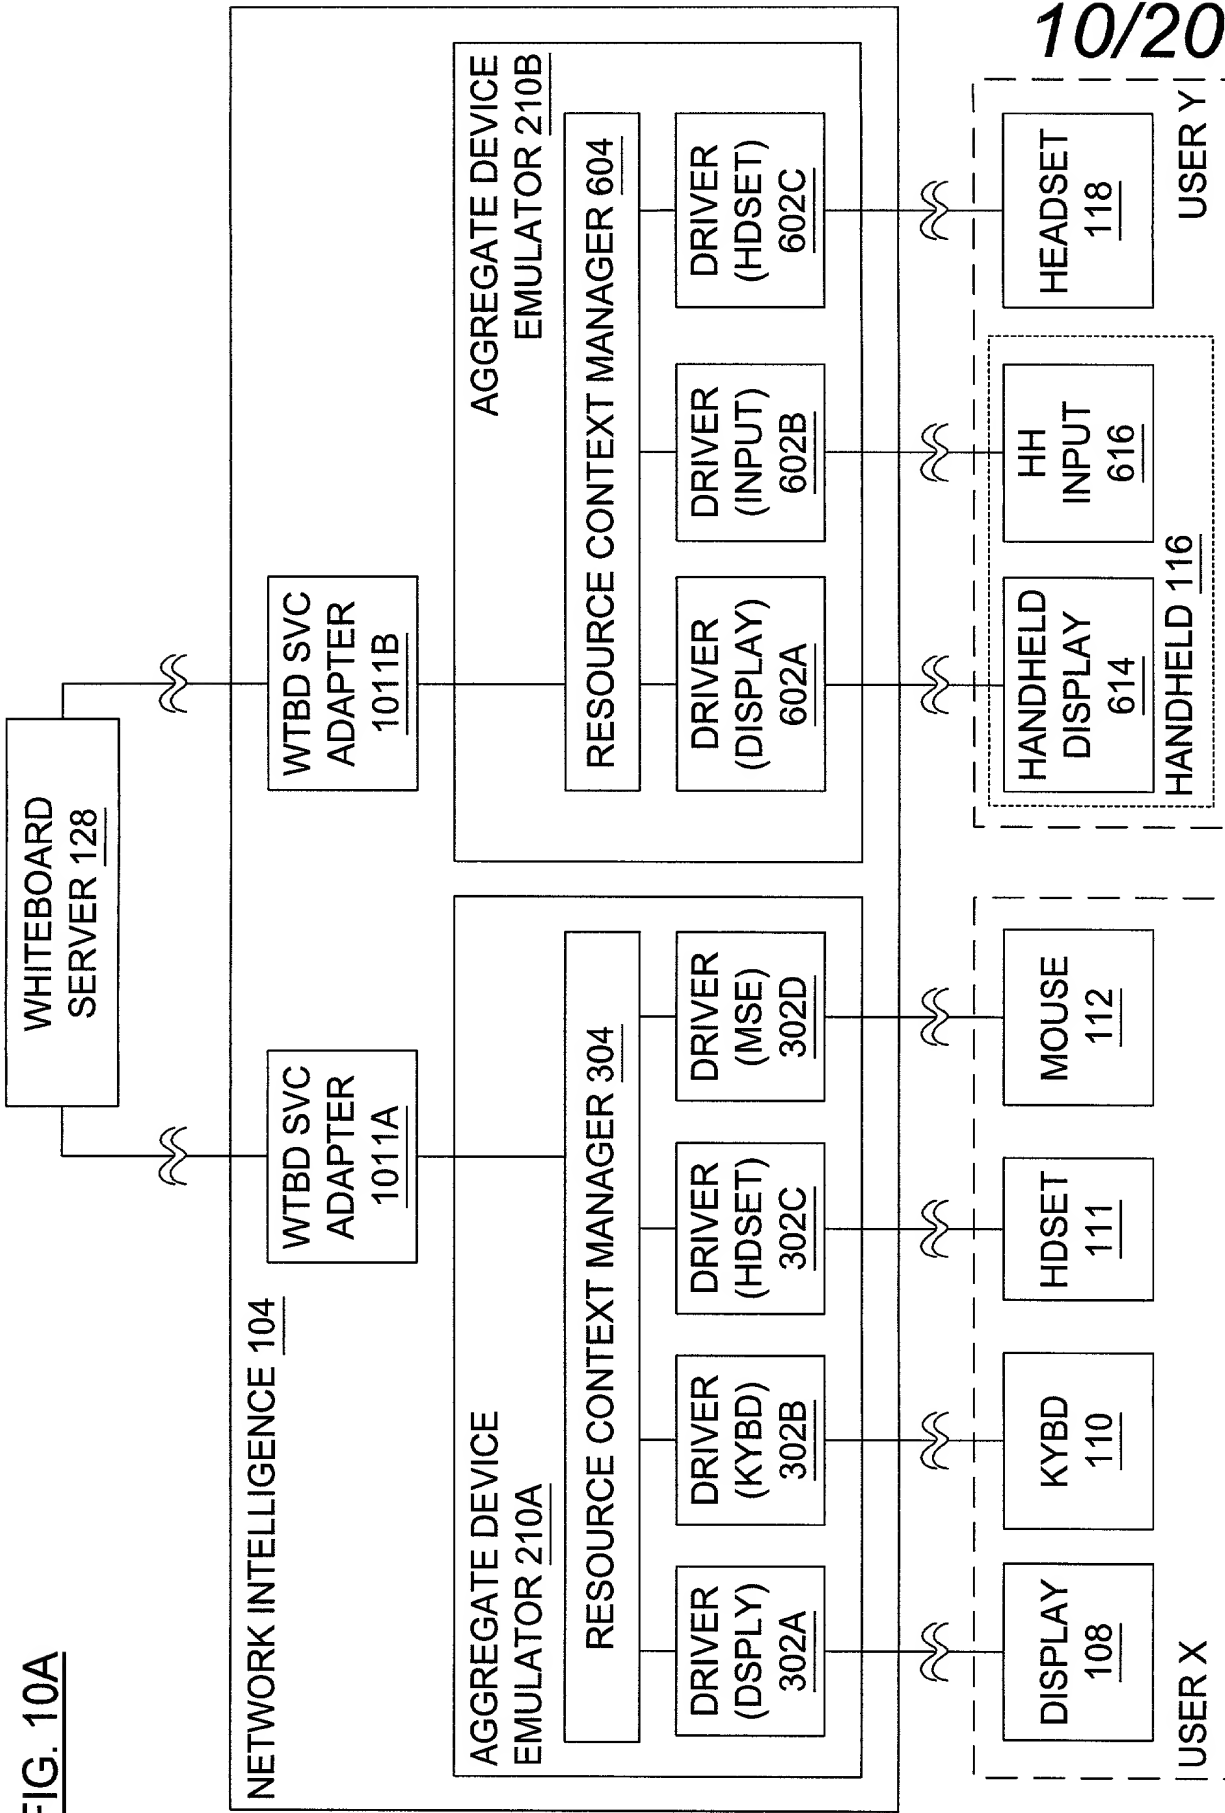 10/20
FIG. 10A
WHITEBOARD
SERVER 128
NETWORK INTELLIGENCE 104
WTBD SVC
ADAPTER
1011A
WTBD SVC
ADAPTER
1011B
AGGREGATE DEVICE
EMULATOR 210A
RESOURCE CONTEXT MANAGER 304
DRIVER
(DSPLY)
302A
DRIVER
(KYBD)
302B
DRIVER
(HDSET)
302C
DRIVER
(MSE)
302D
AGGREGATE DEVICE
EMULATOR 210B
RESOURCE CONTEXT MANAGER 604
DRIVER
(DISPLAY)
602A
DRIVER
(INPUT)
602B
DRIVER
(HDSET)
602C
DISPLAY
108
KYBD
110
HDSET
111
MOUSE
112
USER X
HANDHELD
DISPLAY
614
HH
INPUT
616
HANDHELD 116
HEADSET
118
USER Y